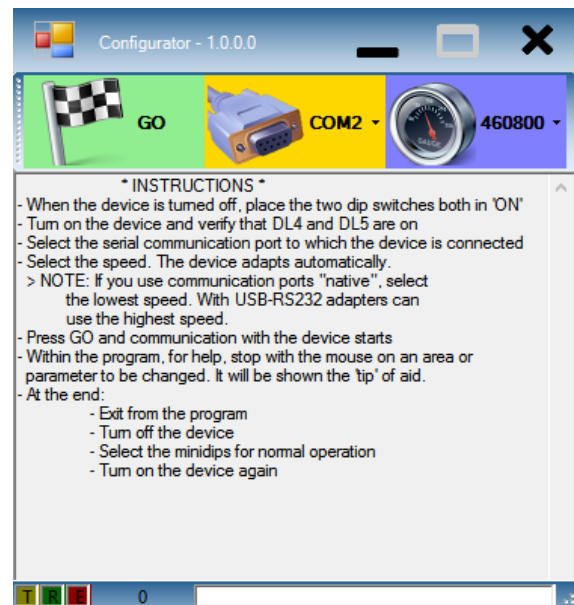 Configurator - 1.0.0.0
GO
COM2
GAUGE
460800
* INSTRUCTIONS *
- When the device is turned off, place the two dip switches both in 'ON'
- Turn on the device and verify that DL4 and DL5 are on
- Select the serial communication port to which the device is connected
- Select the speed. The device adapts automatically.
> NOTE: If you use communication ports "native", select
the lowest speed. With USB-RS232 adapters can
use the highest speed.
- Press GO and communication with the device starts
- Within the program, for help, stop with the mouse on an area or
parameter to be changed. It will be shown the 'tip' of aid.
- At the end:
- Exit from the program
- Turn off the device
- Select the minidips for normal operation
- Turn on the device again
T R E 0